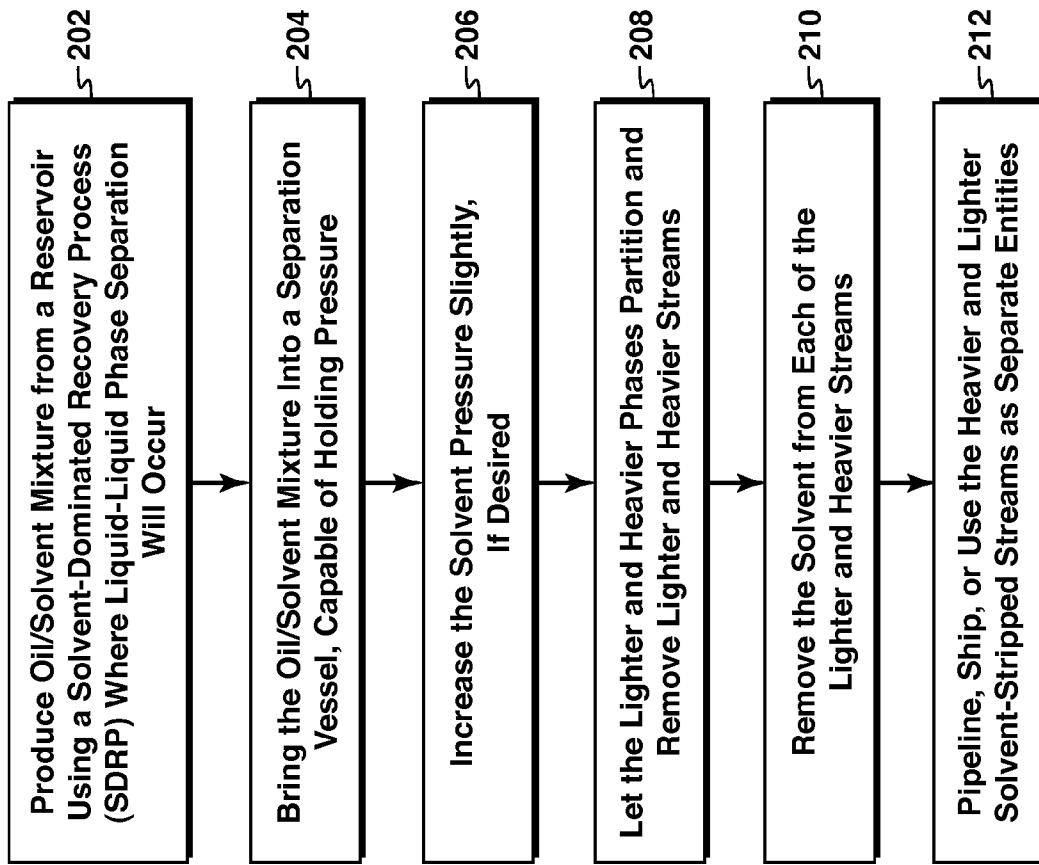 Produce Oil/Solvent Mixture from a Reservoir
Using a Solvent-Dominated Recovery Process
(SDRP) Where Liquid-Liquid Phase Separation
Will Occur
202
Bring the Oil/Solvent Mixture Into a Separation
Vessel, Capable of Holding Pressure
204
Increase the Solvent Pressure Slightly,
If Desired
206
Let the Lighter and Heavier Phases Partition and
Remove Lighter and Heavier Streams
208
Remove the Solvent from Each of the
Lighter and Heavier Streams
210
Pipeline, Ship, or Use the Heavier and Lighter
Solvent-Stripped Streams as Separate Entities
212